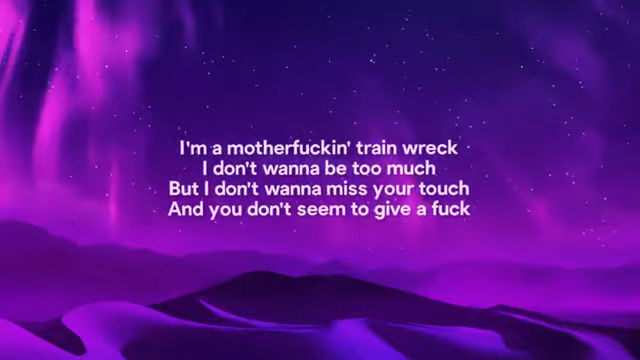 I'm a motherfuckin' train wreck
I don't wanna be too much
But I don't wanna miss your touch
And you don't seem to give a fuck